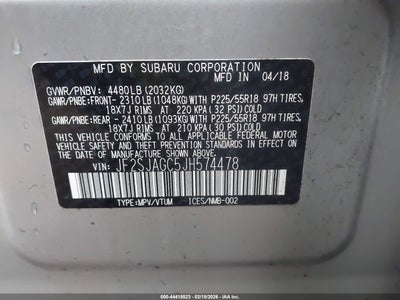 MFD BY SUBARU CORPORATION
MFD IN 04/18
GVWR/PNBV: 4480LB (2032KG)
GAWR/PNBE:FRONT- 2310LB(1048KG)WITH P225/55R18 97H TIRES,
18X7J RIMS AT 220 KPA (32 PSI)COLD
GAWR/PNBE:REAR - 2410LB(1093KG)WITH P225/55R18 97H TIRES,
18X7J RIMS AT 210 KPA (30 PSI)COLD
THIS VEHICLE CONFORMS TO ALL APPLICABLE FEDERAL MOTOR
VEHICLE SAFETY, BUMPER, AND THEFT PREVENTION STANDARDS
IN EFFECT ON THE DATE OF MANUFACTURE SHOWN ABOVE.
VIN: JF2SJAGC5JH574478
TYPE:MPV/VTUM ICES/NMB-002
000-44418523 - 02/18/2026 - IAAI.COM